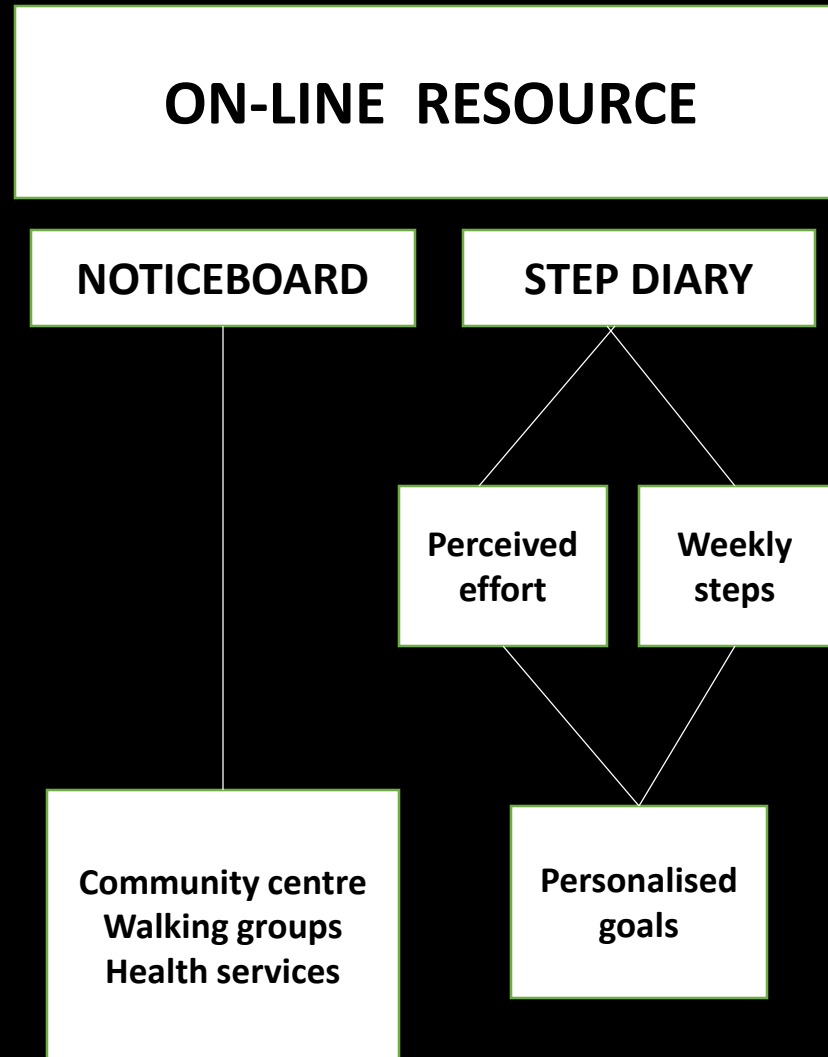 ON-LINE RESOURCE
NOTICEBOARD
STEP DIARY
Perceived
effort
Weekly
steps
Community centre
Walking groups
Health services
Personalised
goals